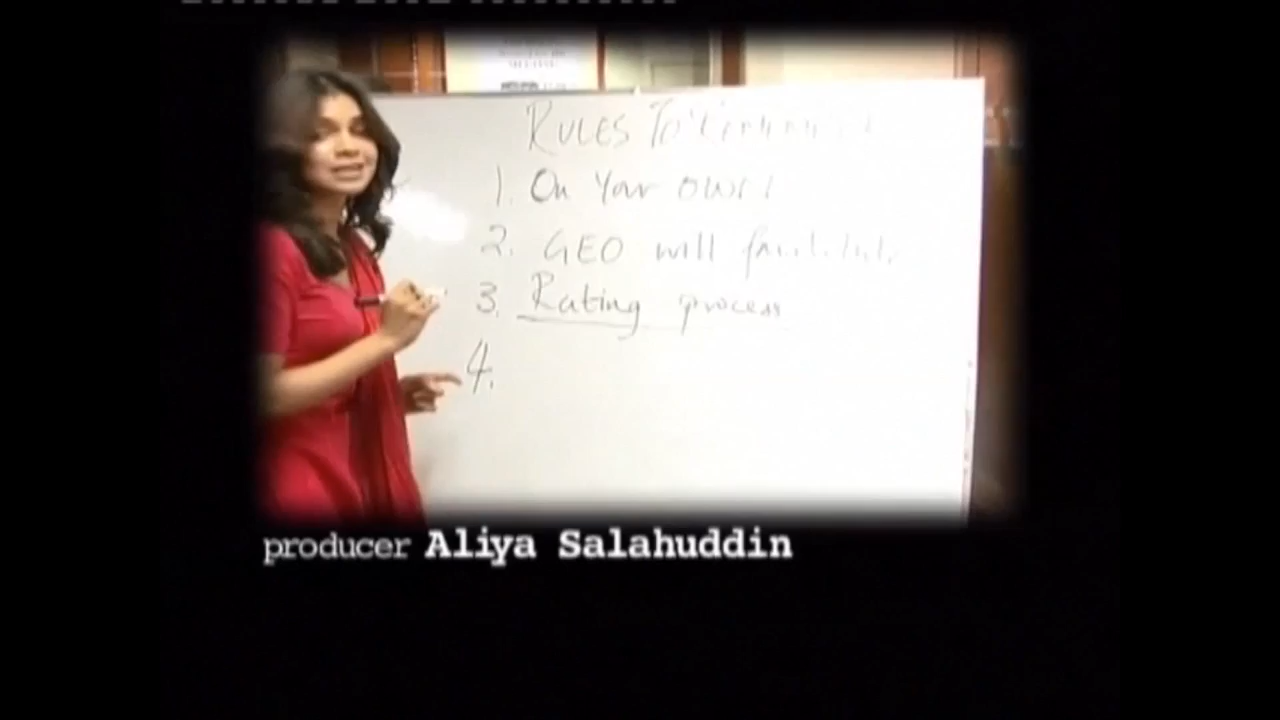 RULES TO
1. On Your OWN
2. GEO will
3. Rating process
4.
producer Aliya Salahuddin